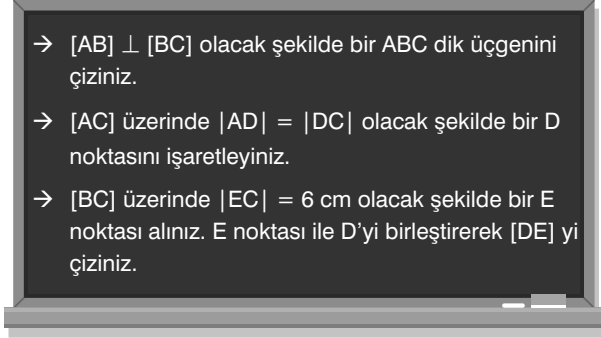 → [AB] ⊥ [BC] olacak şekilde bir ABC dik üçgenini
çiziniz.
→ [AC] üzerinde |AD| = |DC| olacak şekilde bir D
noktasını işaretleyiniz.
→ [BC] üzerinde |EC| = 6 cm olacak şekilde bir E
noktası alınız. E noktası ile D'yi birleştirerek [DE] yi
çiziniz.